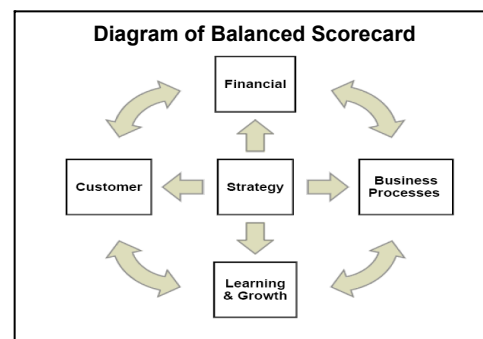 Diagram of Balanced Scorecard
Financial
Customer
Strategy
Business
Processes
Learning
& Growth